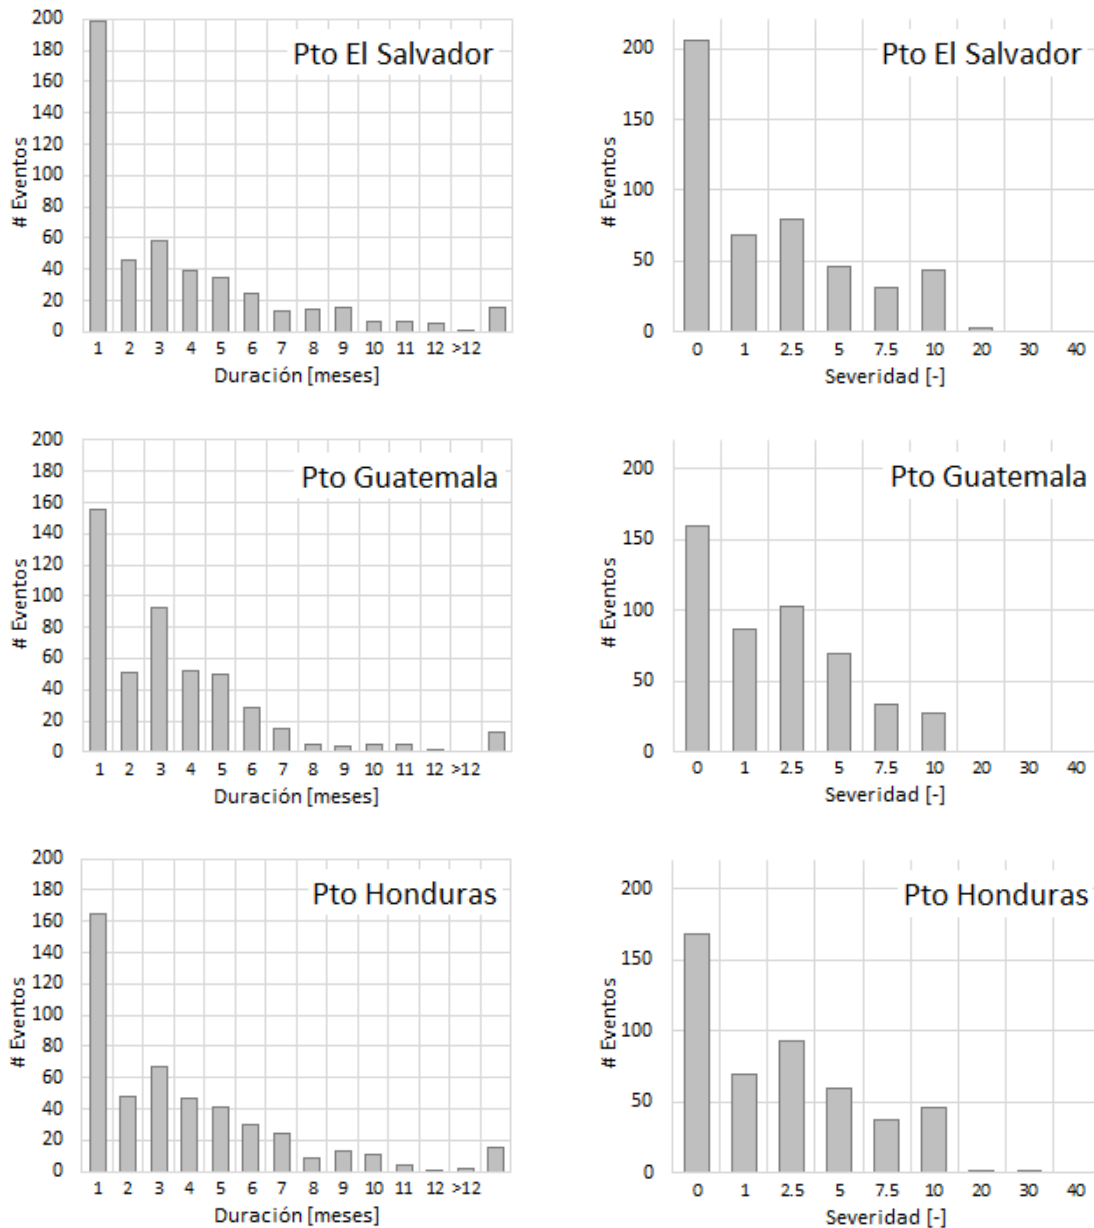 Pto El Salvador
# Eventos
200
180
160
140
120
100
80
60
40
20
0
1 2 3 4 5 6 7 8 9 10 11 12 >12
Duración [meses]
Pto El Salvador
# Eventos
200
150
100
50
0
0 1 2.5 5 7.5 10 20 30 40
Severidad [-]
Pto Guatemala
# Eventos
200
180
160
140
120
100
80
60
40
20
0
1 2 3 4 5 6 7 8 9 10 11 12 >12
Duración [meses]
Pto Guatemala
# Eventos
200
150
100
50
0
0 1 2.5 5 7.5 10 20 30 40
Severidad [-]
Pto Honduras
# Eventos
200
180
160
140
120
100
80
60
40
20
0
1 2 3 4 5 6 7 8 9 10 11 12 >12
Duración [meses]
Pto Honduras
# Eventos
200
150
100
50
0
0 1 2.5 5 7.5 10 20 30 40
Severidad [-]